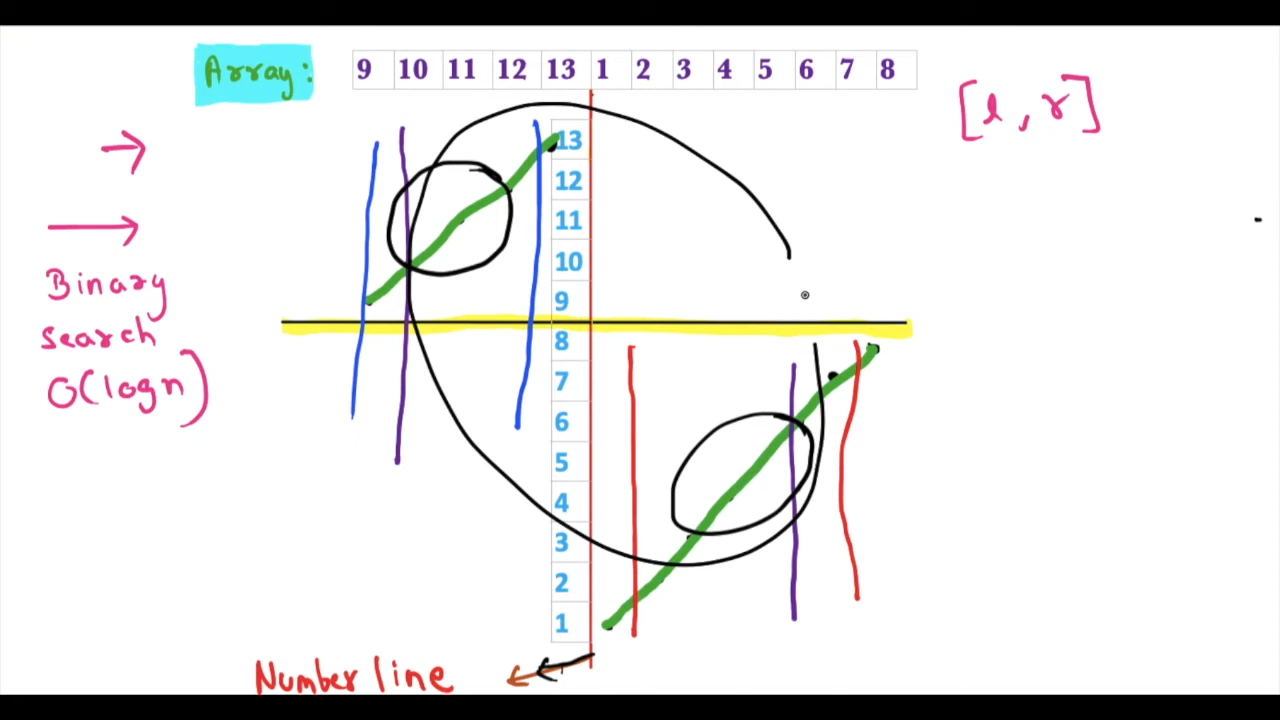 Array:
9 10 11 12 13 1 2 3 4 5 6 7 8
[l, r]
13
12
11
10
9
8
7
6
5
4
3
2
1
Binary
search
O(logn)
Number line